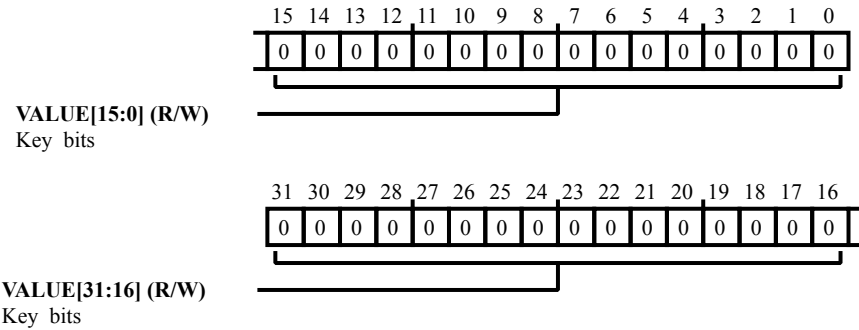 15 14 13 12 11 10 9 8 7 6 5 4 3 2 1 0
0 0 0 0 0 0 0 0 0 0 0 0 0 0 0 0
VALUE[15:0] (R/W)
Key bits
31 30 29 28 27 26 25 24 23 22 21 20 19 18 17 16
0 0 0 0 0 0 0 0 0 0 0 0 0 0 0 0
VALUE[31:16] (R/W)
Key bits